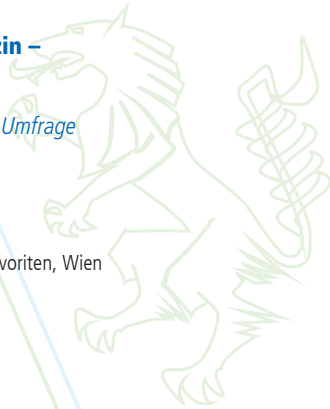 zin –
Umfrage
voriten, Wien